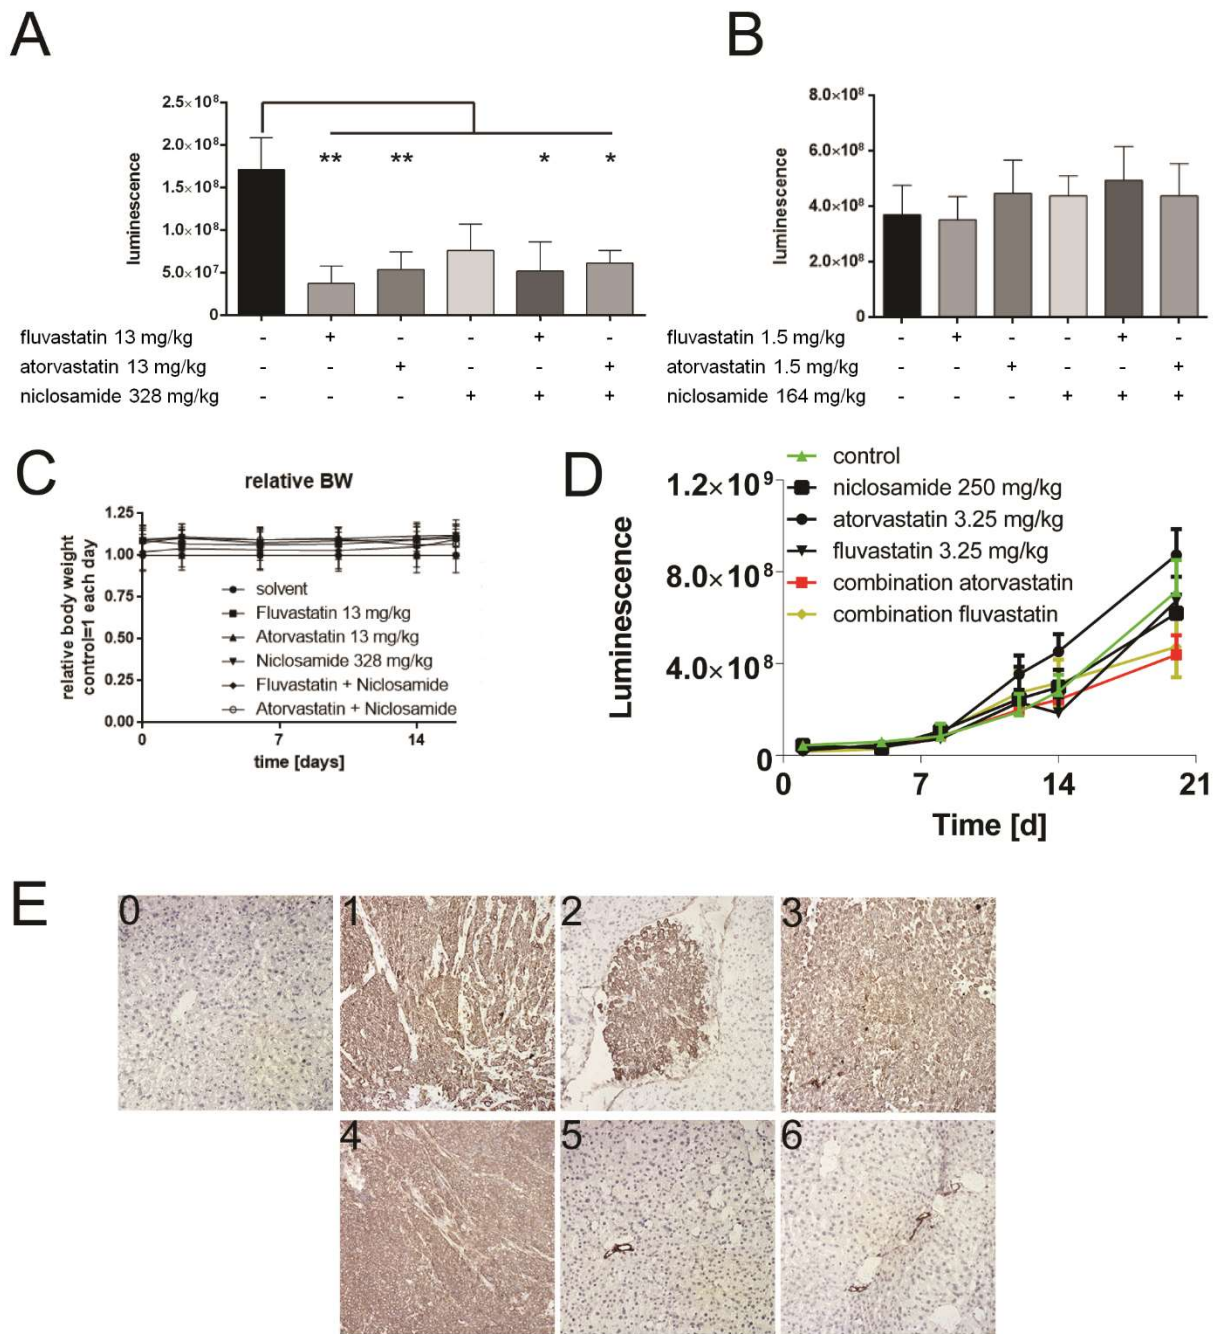 A
2.5×10⁸
2.0×10⁸
1.5×10⁸
1.0×10⁸
5.0×10⁷
0
luminescence
** ** * *
fluvastatin 13 mg/kg - + - - + -
atorvastatin 13 mg/kg - - + - - +
niclosamide 328 mg/kg - - - + + +
B
8.0×10⁸
6.0×10⁸
4.0×10⁸
2.0×10⁸
0
luminescence
fluvastatin 1.5 mg/kg - + - - + -
atorvastatin 1.5 mg/kg - - + - - +
niclosamide 164 mg/kg - - - + + +
C
relative BW
1.25
1.00
0.75
0.50
0.25
0.00
relative body weight
control=1 each day
solvent
Fluvastatin 13 mg/kg
Atorvastatin 13 mg/kg
Niclosamide 328 mg/kg
Fluvastatin + Niclosamide
Atorvastatin + Niclosamide
0 7 14
time [days]
D
control
niclosamide 250 mg/kg
atorvastatin 3.25 mg/kg
fluvastatin 3.25 mg/kg
combination atorvastatin
combination fluvastatin
1.2×10⁹
8.0×10⁸
4.0×10⁸
0
Luminescence
0 7 14 21
Time [d]
E
0 1 2 3
4 5 6